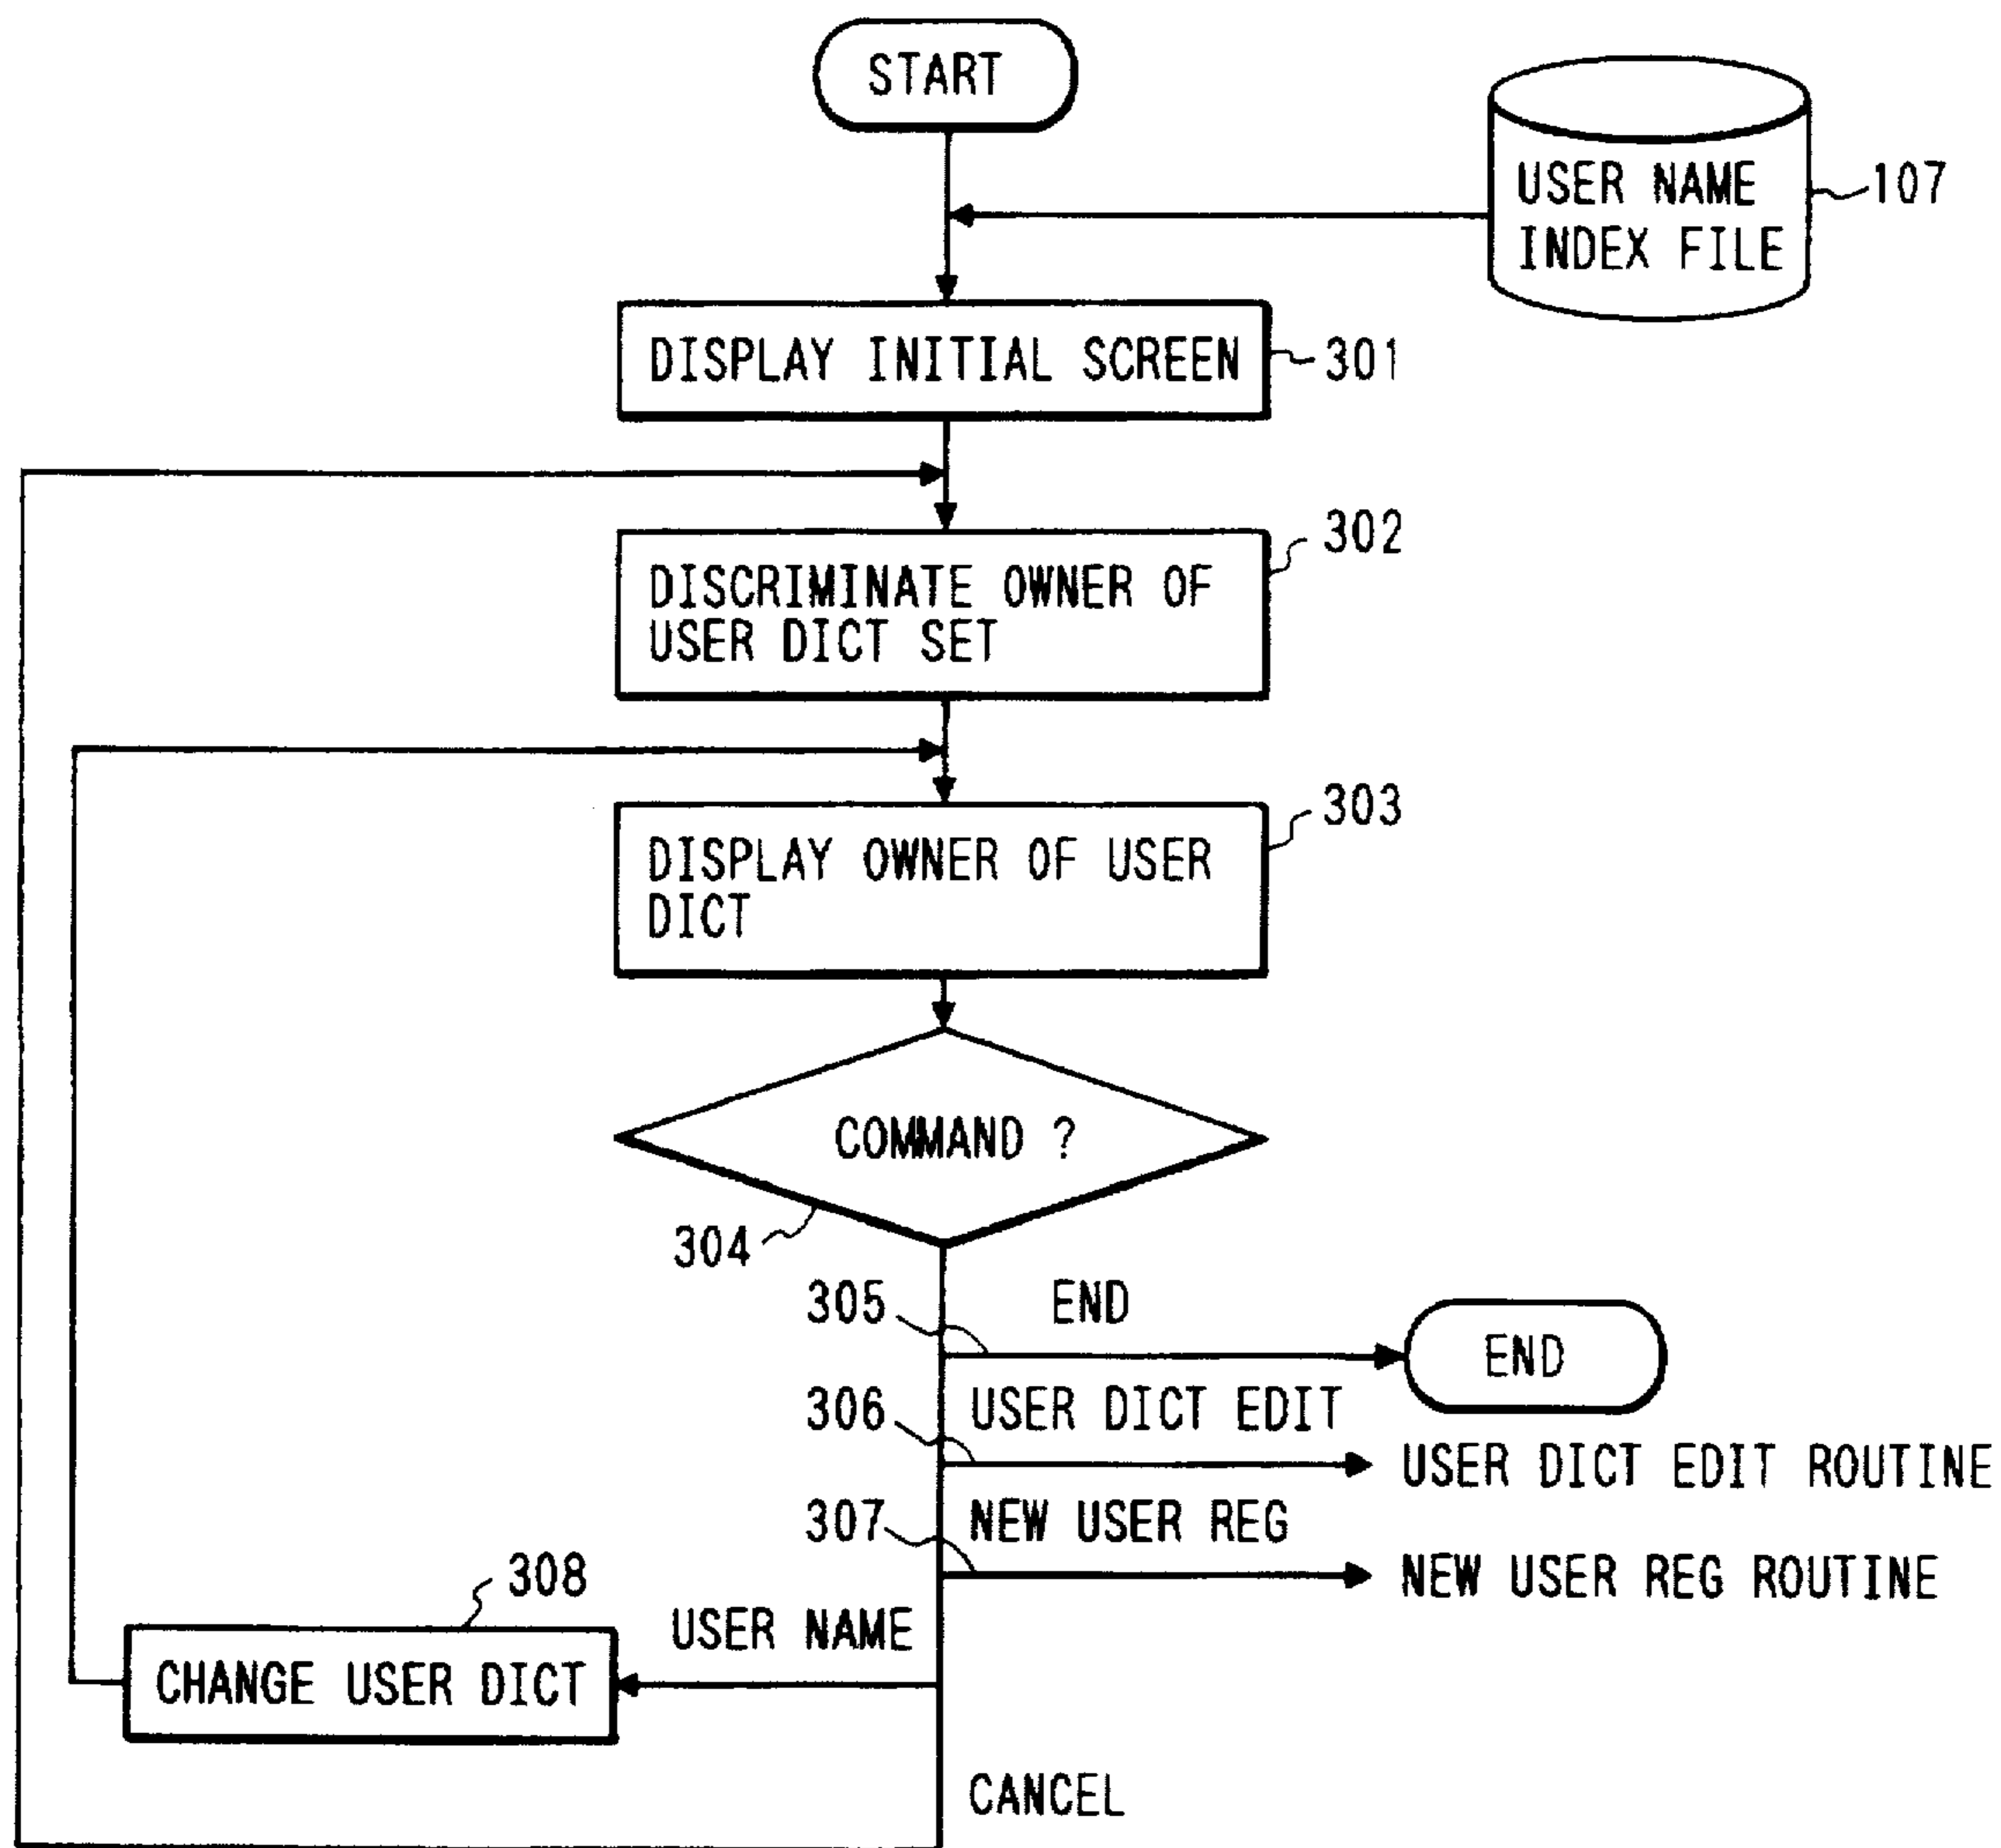 START
USER NAME
INDEX FILE
107
DISPLAY INITIAL SCREEN
301
302
DISCRIMINATE OWNER OF
USER DICT SET
303
DISPLAY OWNER OF USER
DICT
COMMAND ?
304
305
END
END
306
USER DICT EDIT
USER DICT EDIT ROUTINE
307
NEW USER REG
NEW USER REG ROUTINE
308
USER NAME
CHANGE USER DICT
CANCEL